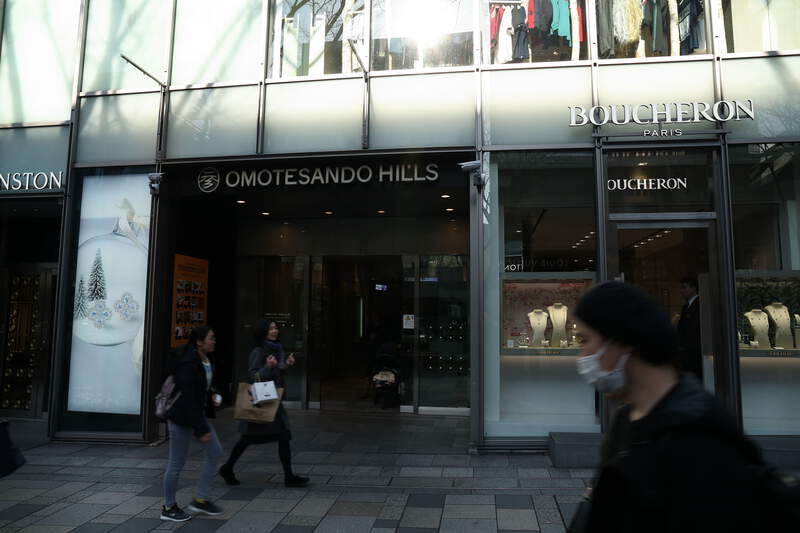 BOUCHERON
PARIS
OMOTESANDO HILLS
NSTON
OUCHERON